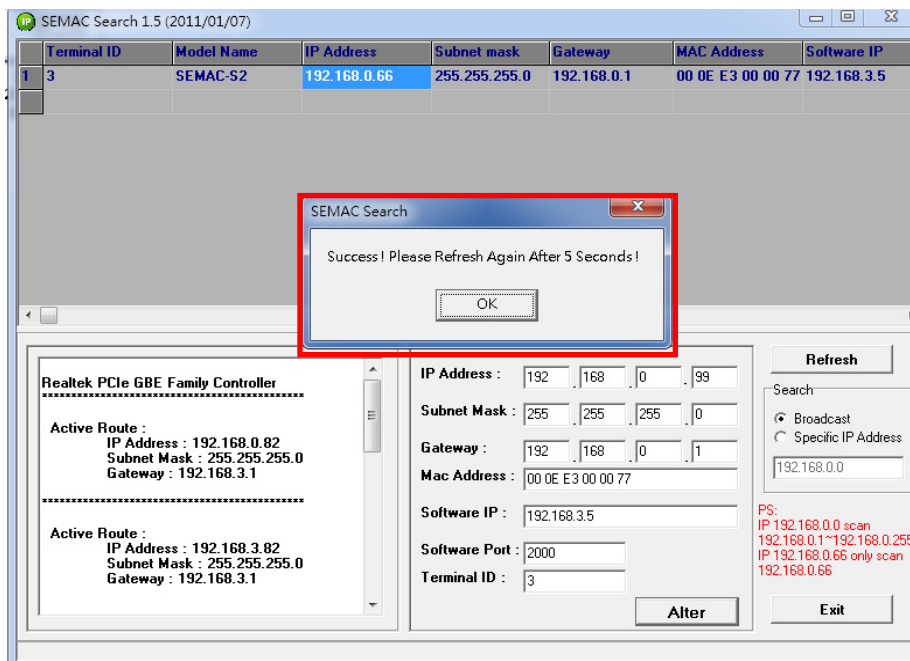 SEMAC Search 1.5 (2011/01/07)
Terminal ID Model Name IP Address Subnet mask Gateway MAC Address Software IP
1 3 SEMAC-S2 192.168.0.66 255.255.255.0 192.168.0.1 00 0E E3 00 00 77 192.168.3.5
SEMAC Search
Success ! Please Refresh Again After 5 Seconds !
OK
Realtek PCIe GBE Family Controller
********************************************
Active Route :
IP Address : 192.168.0.82
Subnet Mask : 255.255.255.0
Gateway : 192.168.3.1
********************************************
Active Route :
IP Address : 192.168.3.82
Subnet Mask : 255.255.255.0
Gateway : 192.168.3.1
IP Address : 192 . 168 . 0 . 99
Subnet Mask : 255 . 255 . 255 . 0
Gateway : 192 . 168 . 0 . 1
Mac Address : 00 0E E3 00 00 77
Software IP : 192.168.3.5
Software Port : 2000
Terminal ID : 3
Alter
Refresh
Search
Broadcast
Specific IP Address
192.168.0.0
PS:
IP 192.168.0.0 scan
192.168.0.1~192.168.0.255
IP 192.168.0.66 only scan
192.168.0.66
Exit